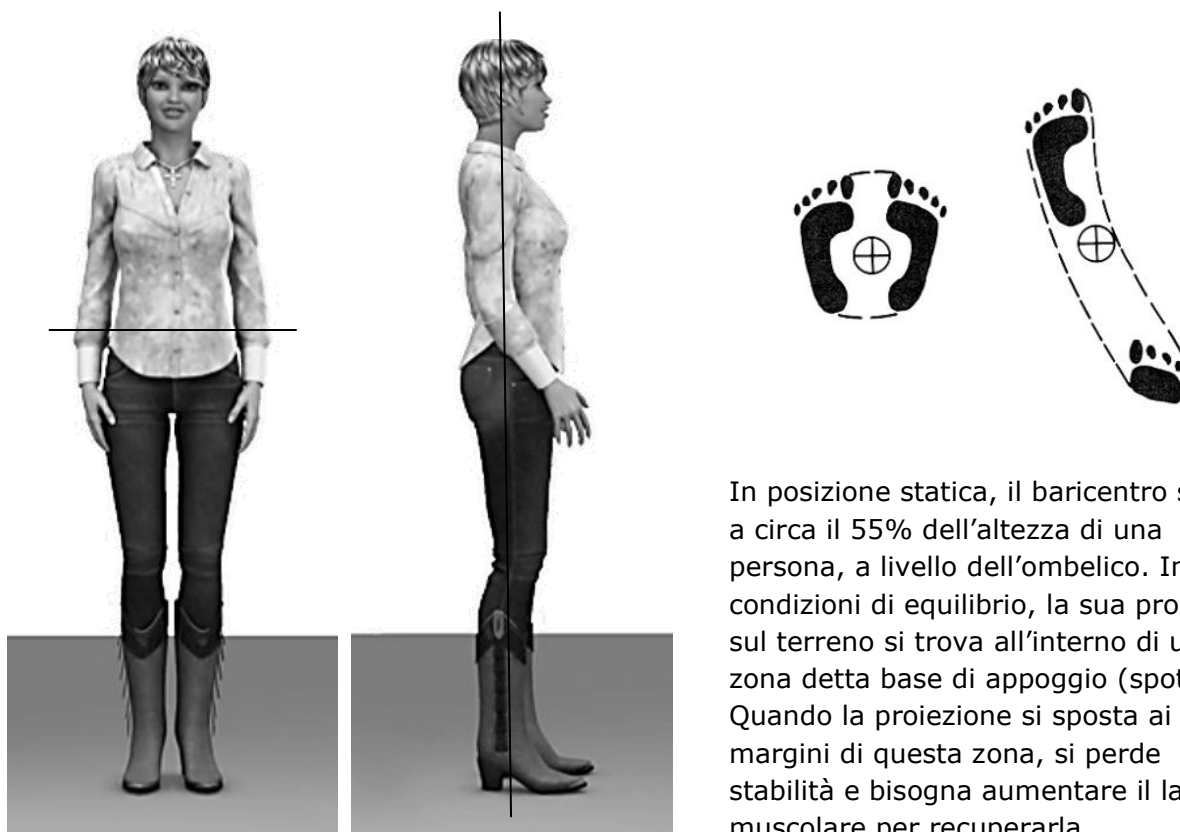 In posizione statica, il baricentro
a circa il 55% dell’altezza di una
persona, a livello dell’ombelico. In
condizioni di equilibrio, la sua
sul terreno si trova all’interno di
zona detta base di appoggio
Quando la proiezione si sposta ai
margini di questa zona, si perde
stabilità e bisogna aumentare il
muscolare per recuperarla